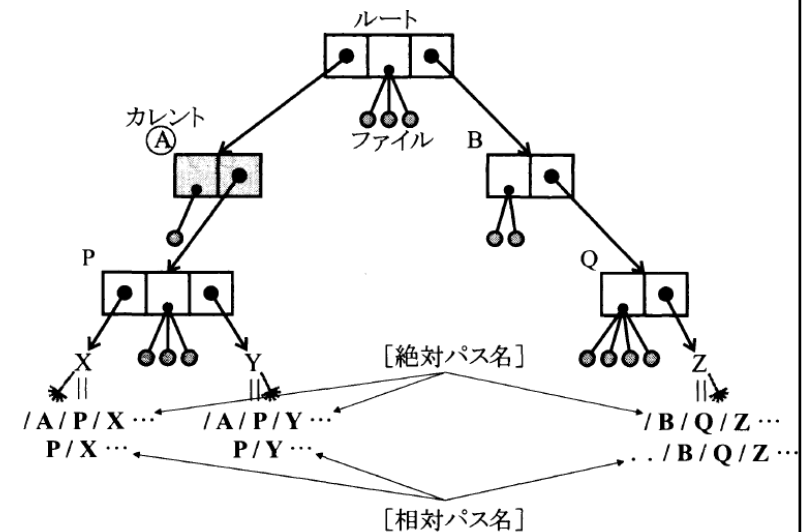 ルート
カレント
A
ファイル
B
P
Q
X
Y
[絶対パス名]
Z
/A/P/X…
/A/P/Y…
/B/Q/Z…
P/X…
P/Y…
../B/Q/Z…
[相対パス名]